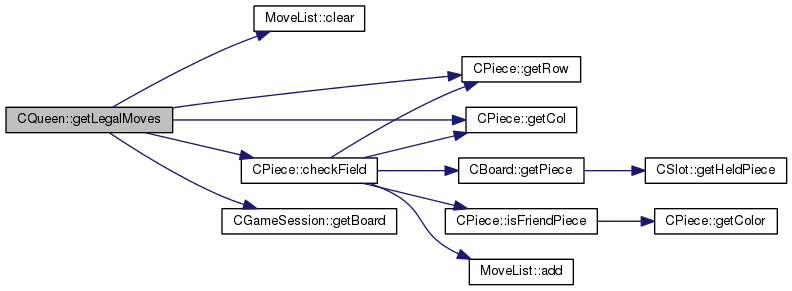 MoveList::clear
CPiece::getRow
CQueen::getLegalMoves
CPiece::getCol
CPiece::checkField
CBoard::getPiece
CSlot::getHeldPiece
CGameSession::getBoard
CPiece::isFriendPiece
CPiece::getColor
MoveList::add